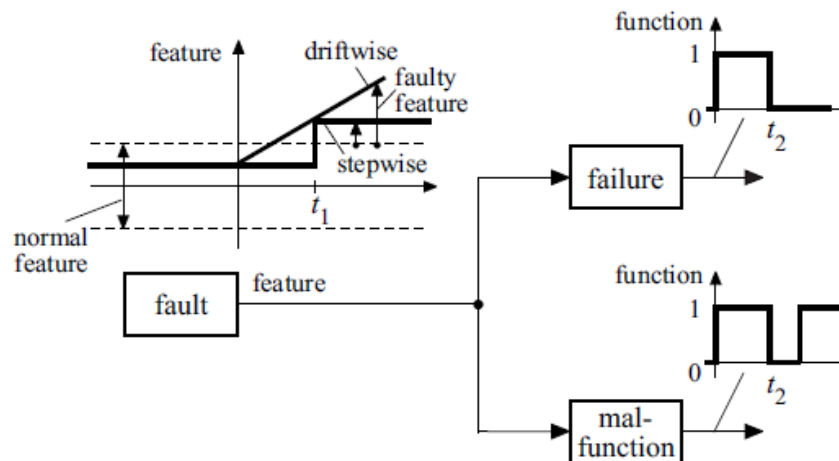 feature
driftwise
faulty
feature
stepwise
t1
normal
feature
fault
feature
function
1
0
t2
failure
function
1
0
t2
mal-
function